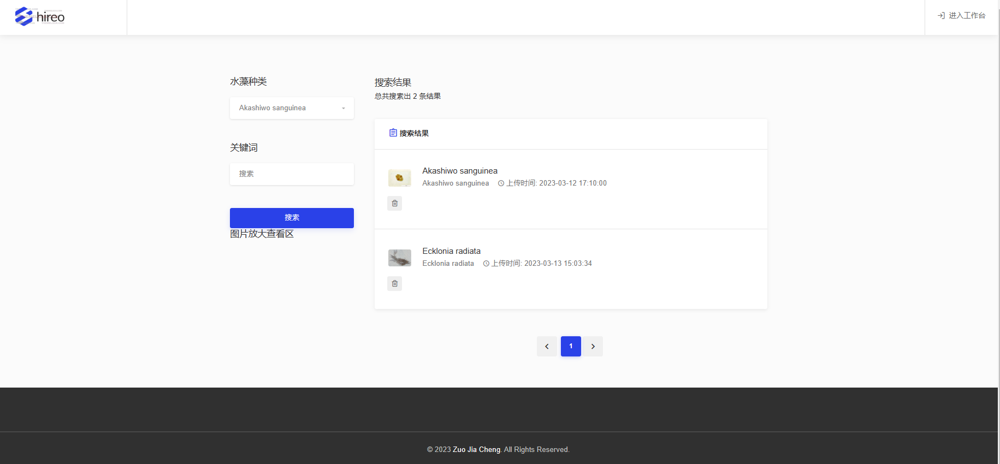 hireo
进入工作台
水藻种类
Akashiwo sanguinea
关键词
搜索
搜索
图片放大查看区
搜索结果
总共搜索出 2 条结果
搜索结果
Akashiwo sanguinea
Akashiwo sanguinea 上传时间: 2023-03-12 17:10:00
Ecklonia radiata
Ecklonia radiata 上传时间: 2023-03-13 15:03:34
1
© 2023 Zuo Jia Cheng. All Rights Reserved.